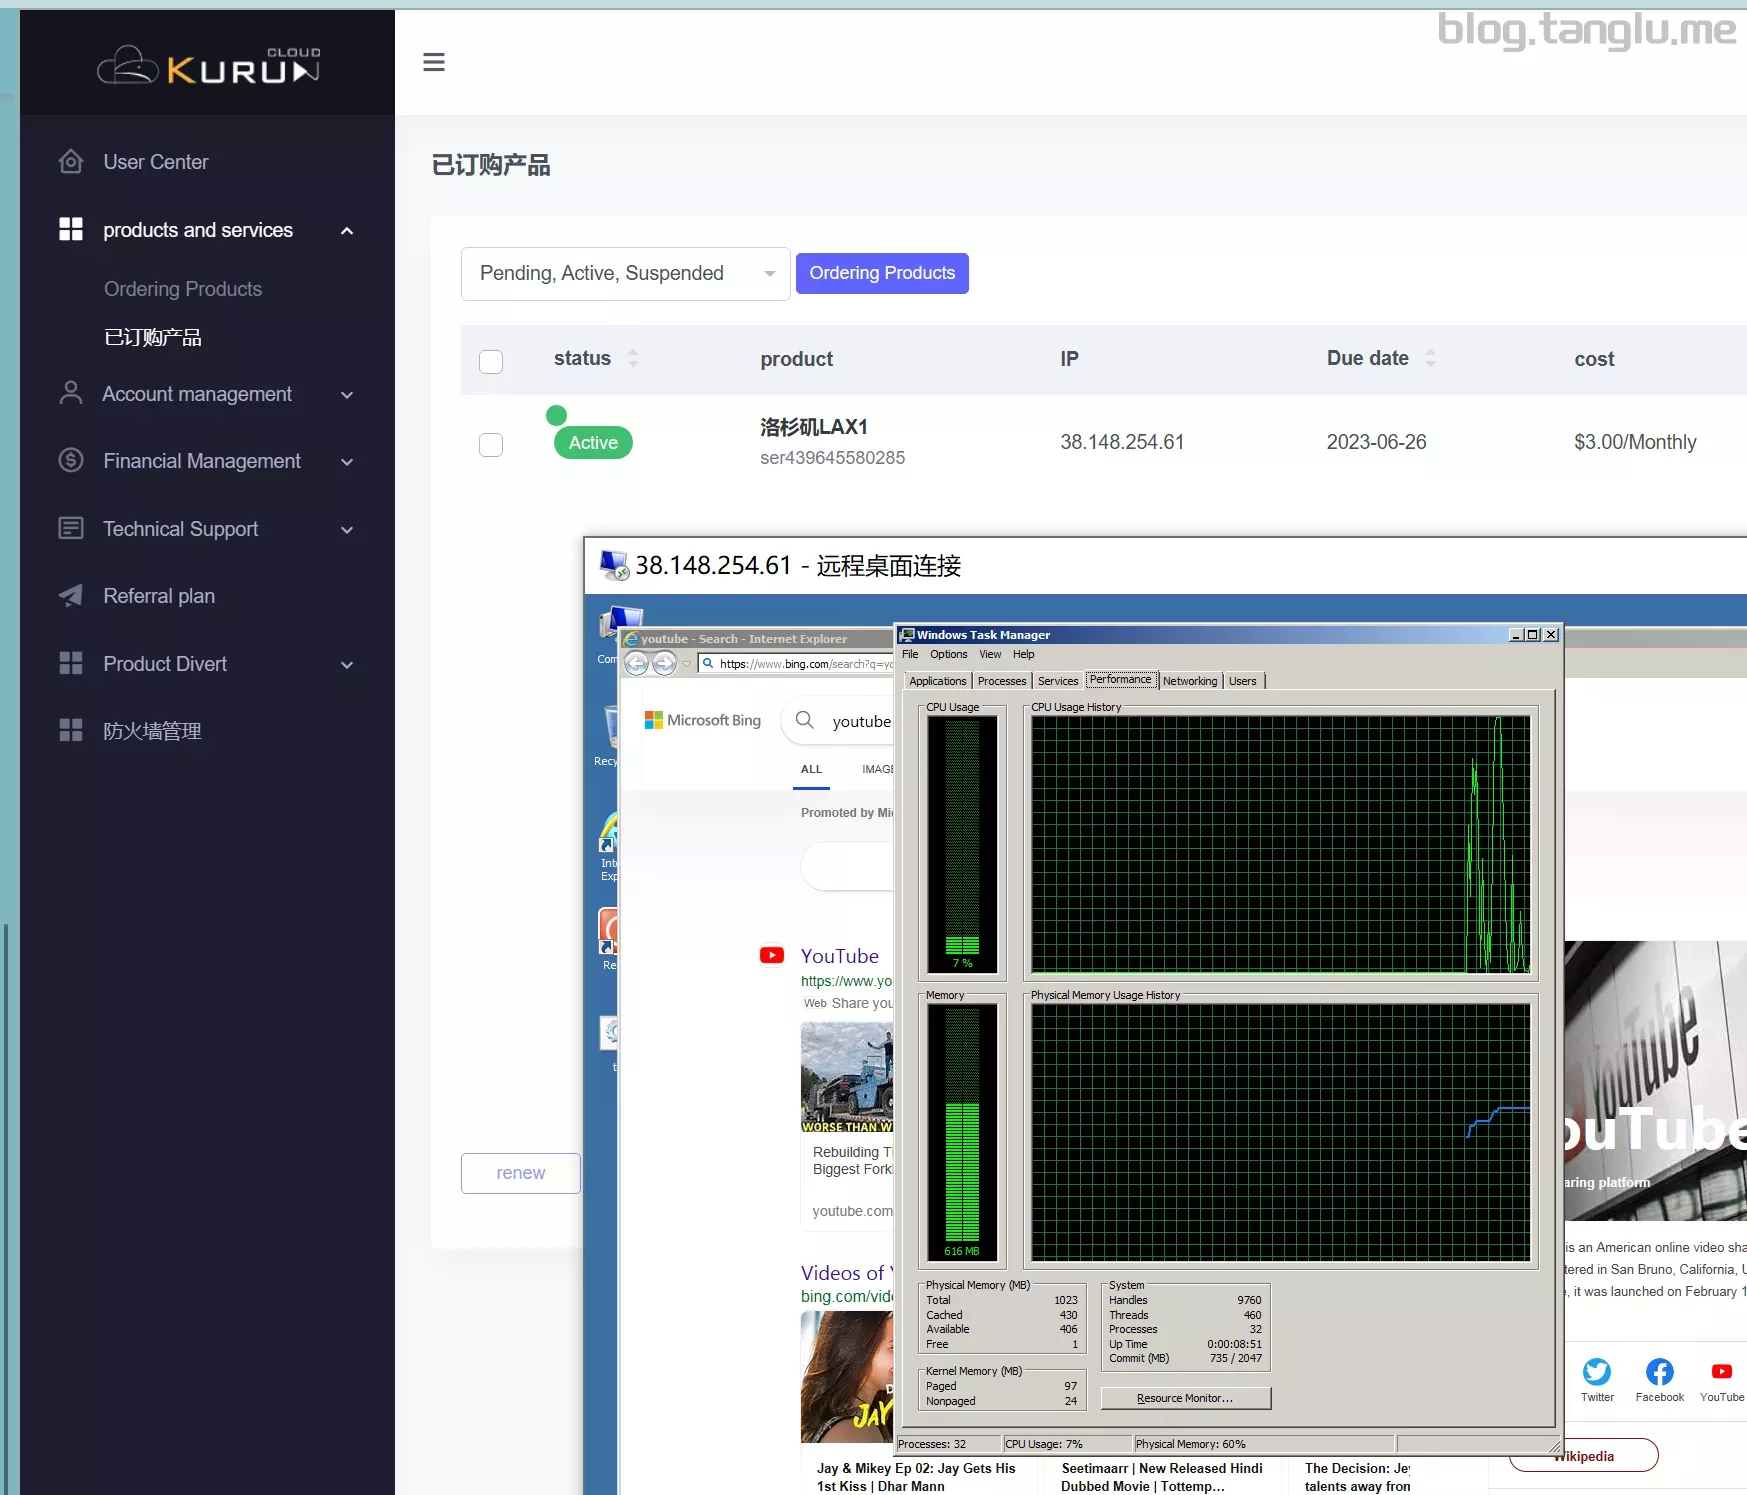 blog.tanglu.me
CLOUD
KURUN
User Center
products and services
Ordering Products
已订购产品
Account management
Financial Management
Technical Support
Referral plan
Product Divert
防火墙管理
已订购产品
Pending, Active, Suspended
Ordering Products
status product IP Due date cost
Active
洛杉矶LAX1
ser439645580285
38.148.254.61
2023-06-26
$3.00/Monthly
renew
38.148.254.61 - 远程桌面连接
youtube - Search - Internet Explorer
https://www.bing.com/search?q=yo
Microsoft Bing
youtube
ALL IMAGE
Promoted by Mic
YouTube
https://www.yo
Web Share you
WORSE THAN W
Rebuilding T
Biggest Fork
youtube.com
Videos of Y
bing.com/vide
JAY
Jay & Mikey Ep 02: Jay Gets His
1st Kiss | Dhar Mann
Seetimaarr | New Released Hindi
Dubbed Movie | Tottemp...
The Decision: Je
talents away from
Windows Task Manager
File Options View Help
Applications Processes Services Performance Networking Users
CPU Usage
7 %
CPU Usage History
Memory
616 MB
Physical Memory Usage History
Physical Memory (MB)
Total 1023
Cached 430
Available 406
Free 1
Kernel Memory (MB)
Paged 97
Nonpaged 24
System
Handles 9760
Threads 460
Processes 32
Up Time 0:00:08:51
Commit (MB) 735 / 2047
Resource Monitor...
Processes: 32 CPU Usage: 7% Physical Memory: 60%
YouTube
ouTube
aring platform
is an American online video sha
tered in San Bruno, California, U
, it was launched on February 1
Twitter Facebook YouTube
Wikipedia
Com
Recy
Int
Exp
Re
t